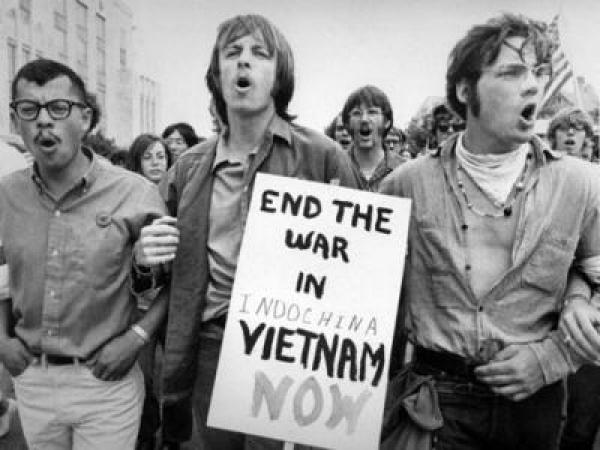 END THE
WAR
IN
INDOCHINA
VIETNAM
NOW